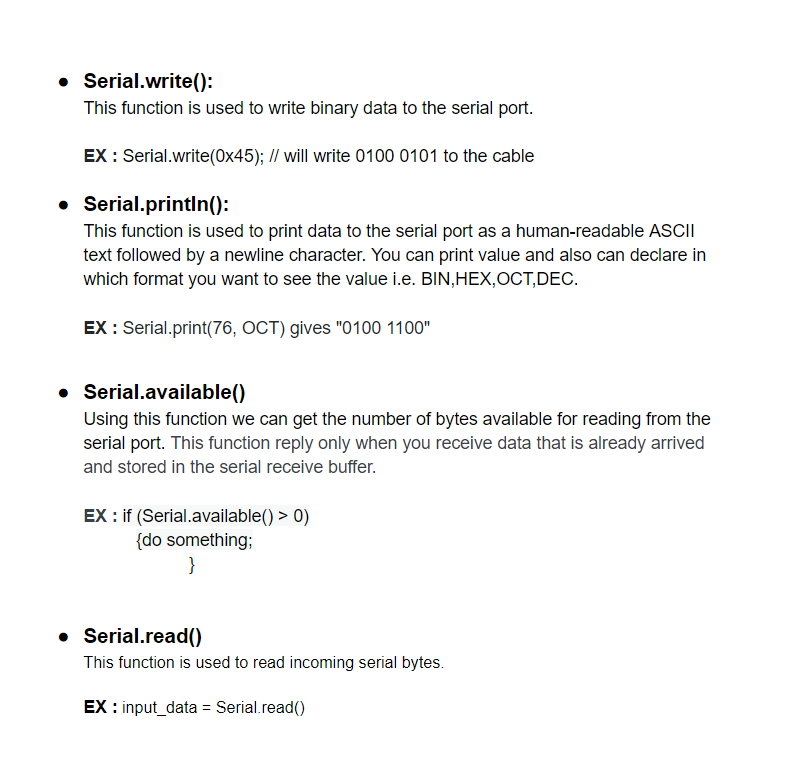 ● Serial.write():
This function is used to write binary data to the serial port.
EX : Serial.write(0x45); // will write 0100 0101 to the cable
● Serial.println():
This function is used to print data to the serial port as a human-readable ASCII
text followed by a newline character. You can print value and also can declare in
which format you want to see the value i.e. BIN,HEX,OCT,DEC.
EX : Serial.print(76, OCT) gives "0100 1100"
● Serial.available()
Using this function we can get the number of bytes available for reading from the
serial port. This function reply only when you receive data that is already arrived
and stored in the serial receive buffer.
EX : if (Serial.available() > 0)
{do something;
}
● Serial.read()
This function is used to read incoming serial bytes.
EX : input_data = Serial.read()